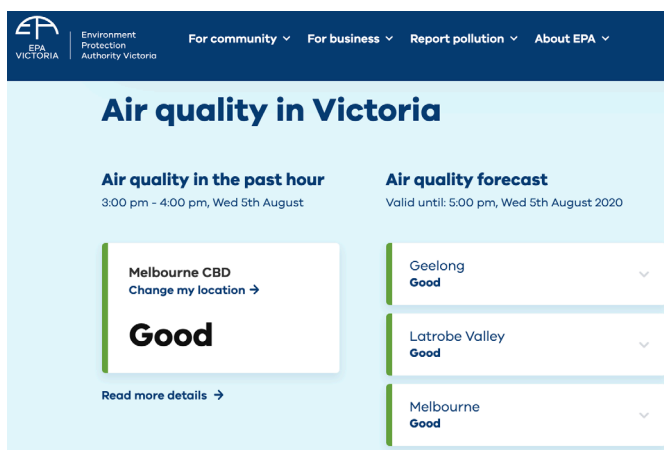 EPA
VICTORIA
Environment
Protection
Authority Victoria
For community
For business
Report pollution
About EPA
Air quality in Victoria
Air quality in the past hour
3:00 pm - 4:00 pm, Wed 5th August
Melbourne CBD
Change my location →
Good
Read more details →
Air quality forecast
Valid until: 5:00 pm, Wed 5th August 2020
Geelong
Good
Latrobe Valley
Good
Melbourne
Good